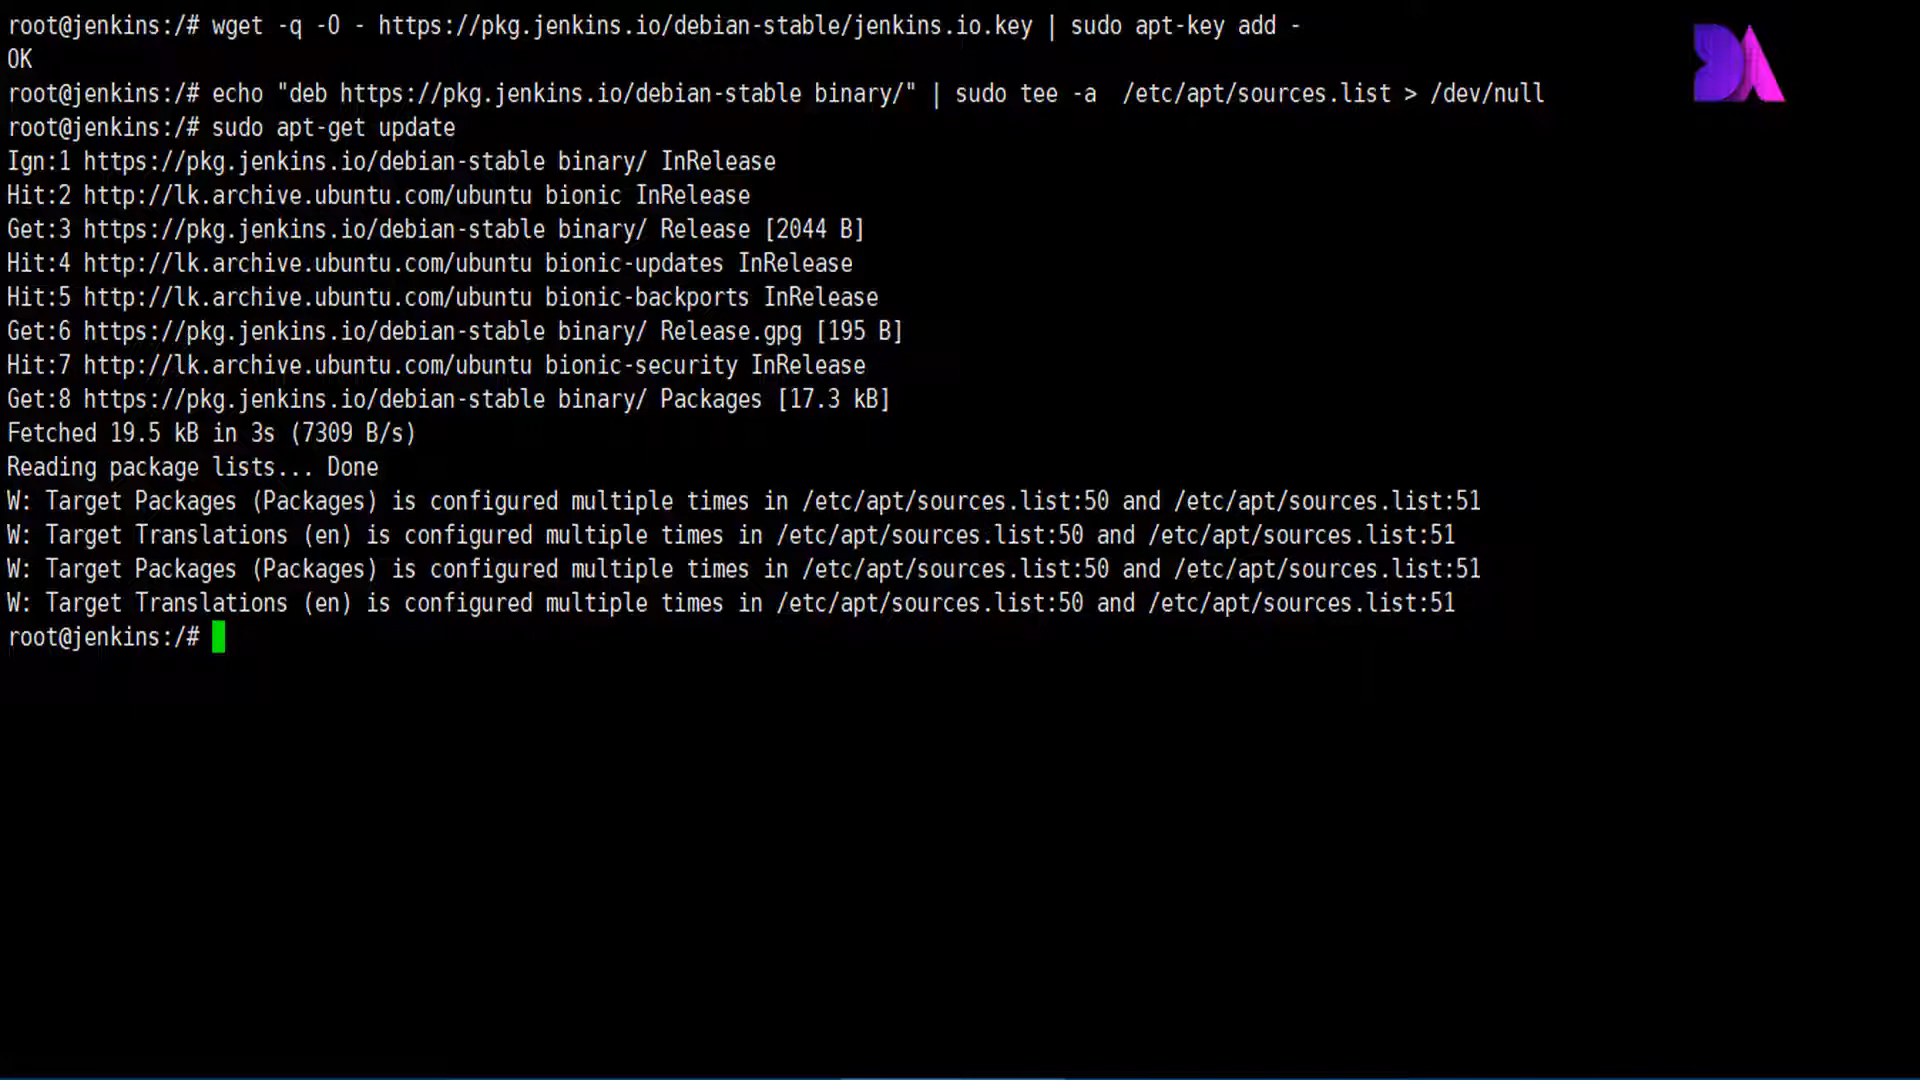 root@jenkins:/# wget -q -O - https://pkg.jenkins.io/debian-stable/jenkins.io.key | sudo apt-key add -
OK
root@jenkins:/# echo "deb https://pkg.jenkins.io/debian-stable binary/" | sudo tee -a  /etc/apt/sources.list > /dev/null
root@jenkins:/# sudo apt-get update
Ign:1 https://pkg.jenkins.io/debian-stable binary/ InRelease
Hit:2 http://lk.archive.ubuntu.com/ubuntu bionic InRelease
Get:3 https://pkg.jenkins.io/debian-stable binary/ Release [2044 B]
Hit:4 http://lk.archive.ubuntu.com/ubuntu bionic-updates InRelease
Hit:5 http://lk.archive.ubuntu.com/ubuntu bionic-backports InRelease
Get:6 https://pkg.jenkins.io/debian-stable binary/ Release.gpg [195 B]
Hit:7 http://lk.archive.ubuntu.com/ubuntu bionic-security InRelease
Get:8 https://pkg.jenkins.io/debian-stable binary/ Packages [17.3 kB]
Fetched 19.5 kB in 3s (7309 B/s)
Reading package lists... Done
W: Target Packages (Packages) is configured multiple times in /etc/apt/sources.list:50 and /etc/apt/sources.list:51
W: Target Translations (en) is configured multiple times in /etc/apt/sources.list:50 and /etc/apt/sources.list:51
W: Target Packages (Packages) is configured multiple times in /etc/apt/sources.list:50 and /etc/apt/sources.list:51
W: Target Translations (en) is configured multiple times in /etc/apt/sources.list:50 and /etc/apt/sources.list:51
root@jenkins:/#
DA